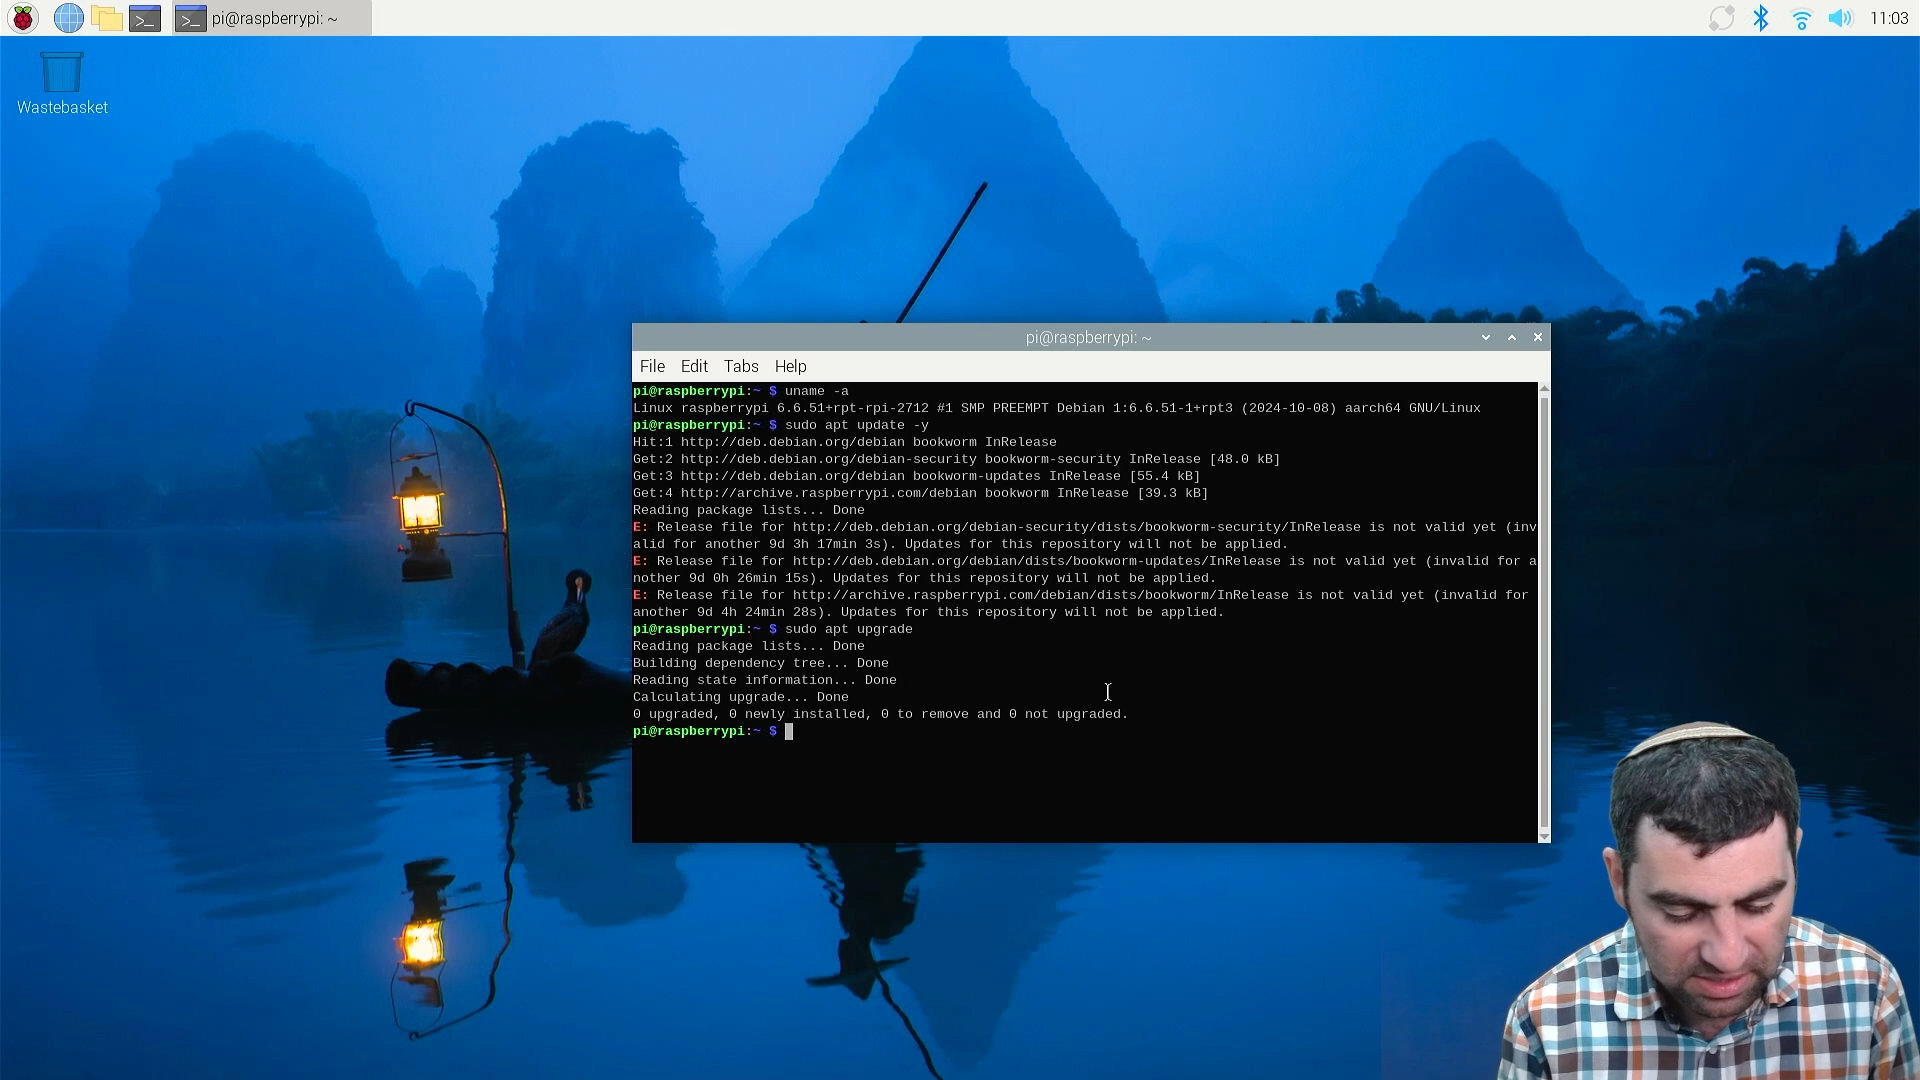 pi@raspberrypi: ~
11:03
Wastebasket
pi@raspberrypi: ~
File Edit Tabs Help
pi@raspberrypi:~ $ uname -a
Linux raspberrypi 6.6.51+rpt-rpi-2712 #1 SMP PREEMPT Debian 1:6.6.51-1+rpt3 (2024-10-08) aarch64 GNU/Linux
pi@raspberrypi:~ $ sudo apt update -y
Hit:1 http://deb.debian.org/debian bookworm InRelease
Get:2 http://deb.debian.org/debian-security bookworm-security InRelease [48.0 kB]
Get:3 http://deb.debian.org/debian bookworm-updates InRelease [55.4 kB]
Get:4 http://archive.raspberrypi.com/debian bookworm InRelease [39.3 kB]
Reading package lists... Done
E: Release file for http://deb.debian.org/debian-security/dists/bookworm-security/InRelease is not valid yet (inv
alid for another 9d 3h 17min 3s). Updates for this repository will not be applied.
E: Release file for http://deb.debian.org/debian/dists/bookworm-updates/InRelease is not valid yet (invalid for a
nother 9d 0h 26min 15s). Updates for this repository will not be applied.
E: Release file for http://archive.raspberrypi.com/debian/dists/bookworm/InRelease is not valid yet (invalid for
another 9d 4h 24min 28s). Updates for this repository will not be applied.
pi@raspberrypi:~ $ sudo apt upgrade
Reading package lists... Done
Building dependency tree... Done
Reading state information... Done
Calculating upgrade... Done
0 upgraded, 0 newly installed, 0 to remove and 0 not upgraded.
pi@raspberrypi:~ $